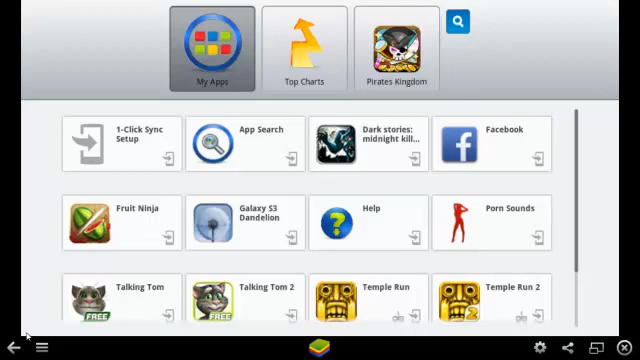 My Apps
Top Charts
Pirates Kingdom
1-Click Sync
Setup
App Search
Dark stories:
midnight kill...
Facebook
Fruit Ninja
Galaxy S3
Dandelion
Help
Porn Sounds
Talking Tom
FREE
Talking Tom 2
FREE
Temple Run
Temple Run 2
2